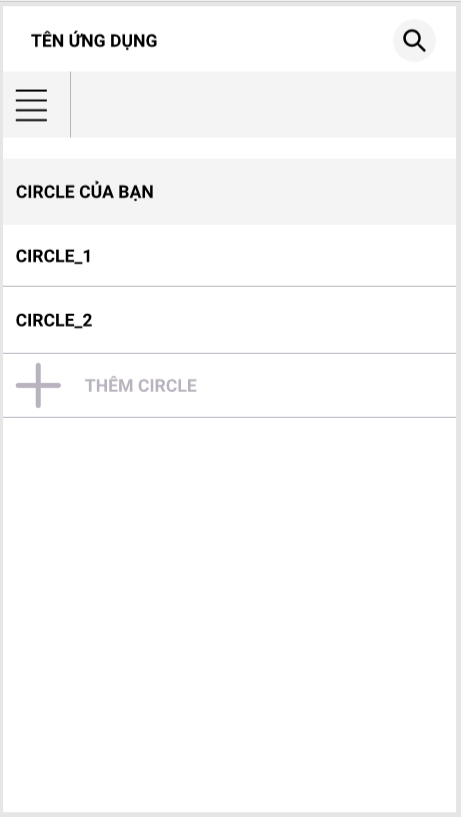 TÊN ỨNG DỤNG
CIRCLE CỦA BẠN
CIRCLE_1
CIRCLE_2
THÊM CIRCLE